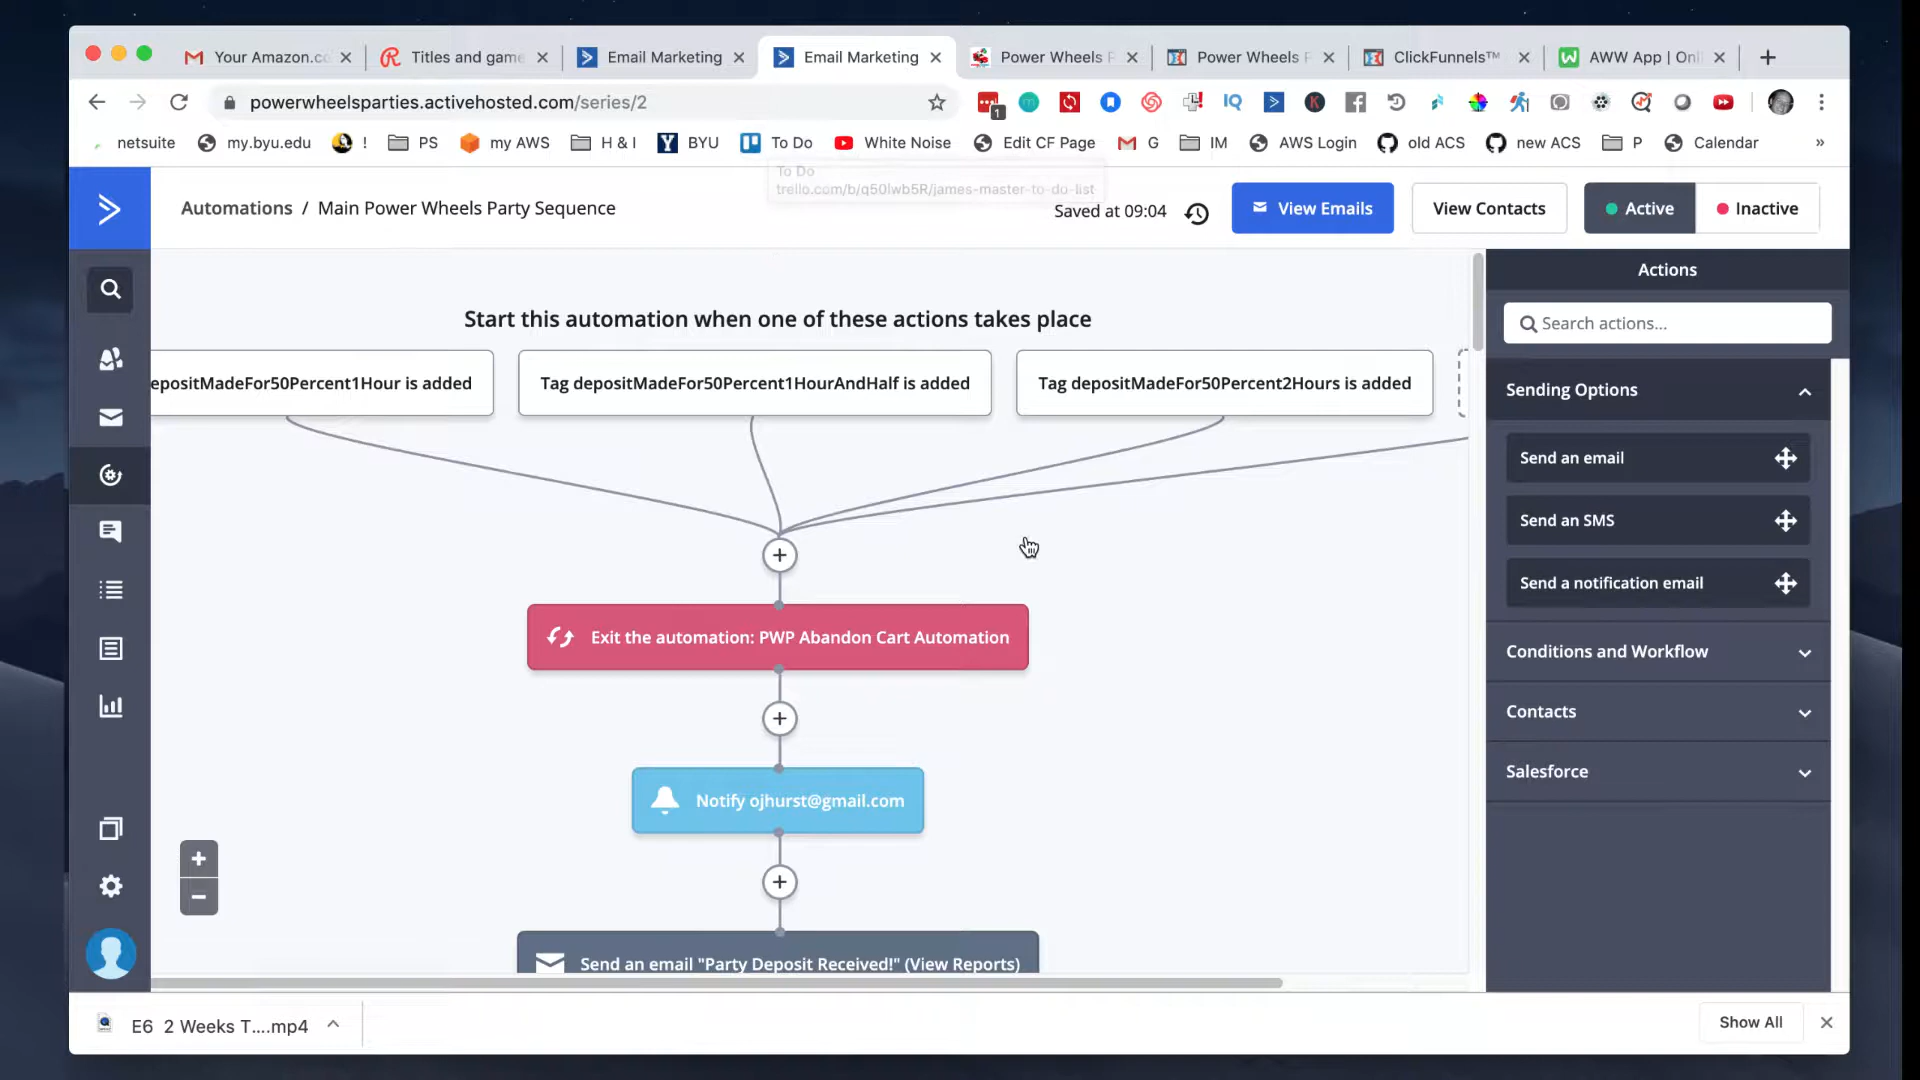 Your Amazon.co
Titles and game
Email Marketing
Email Marketing
Power Wheels P
Power Wheels P
ClickFunnels™
AWW App | Onl
powerwheelsparties.activehosted.com/series/2
1
IQ
K
netsuite
my.byu.edu
!
PS
my AWS
H & I
Y
BYU
To Do
White Noise
Edit CF Page
G
IM
AWS Login
old ACS
new ACS
P
Calendar
»
To Do
trello.com/b/q50lwb5R/james-master-to-do-list
Automations / Main Power Wheels Party Sequence
Saved at 09:04
View Emails
View Contacts
Active
Inactive
Actions
Search actions...
Start this automation when one of these actions takes place
epositMadeFor50Percent1Hour is added
Tag depositMadeFor50Percent1HourAndHalf is added
Tag depositMadeFor50Percent2Hours is added
Sending Options
Send an email
Send an SMS
Send a notification email
Conditions and Workflow
Contacts
Salesforce
Exit the automation: PWP Abandon Cart Automation
Notify ojhurst@gmail.com
Send an email "Party Deposit Received!" (View Reports)
E6 2 Weeks T....mp4
Show All